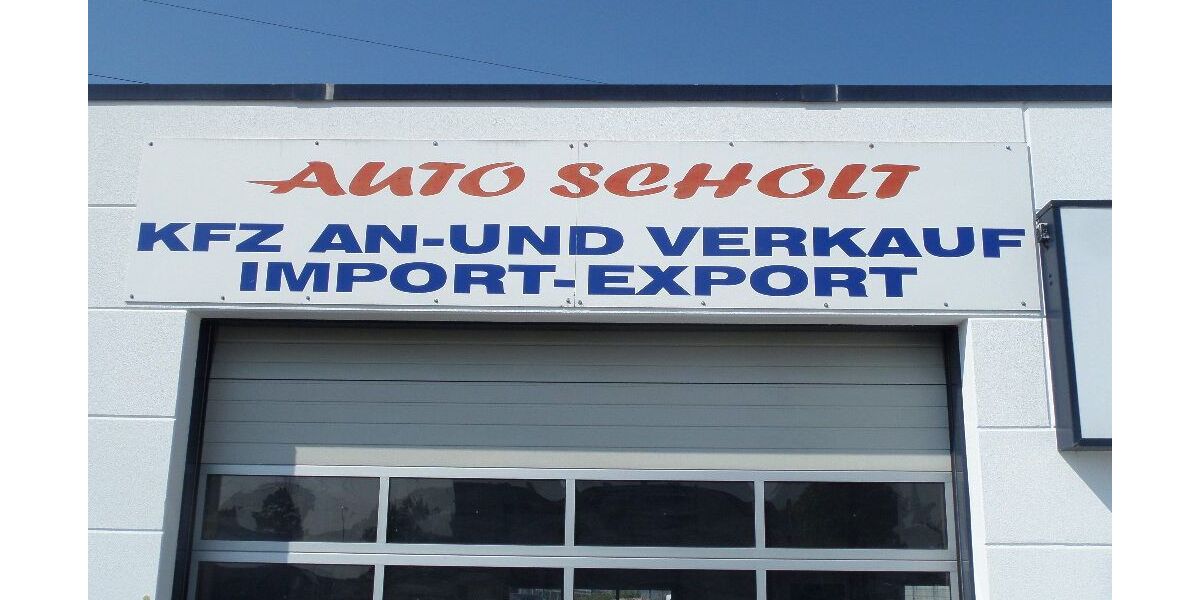 AUTO SCHOLT
KFZ AN-UND VERKAUF
IMPORT-EXPORT